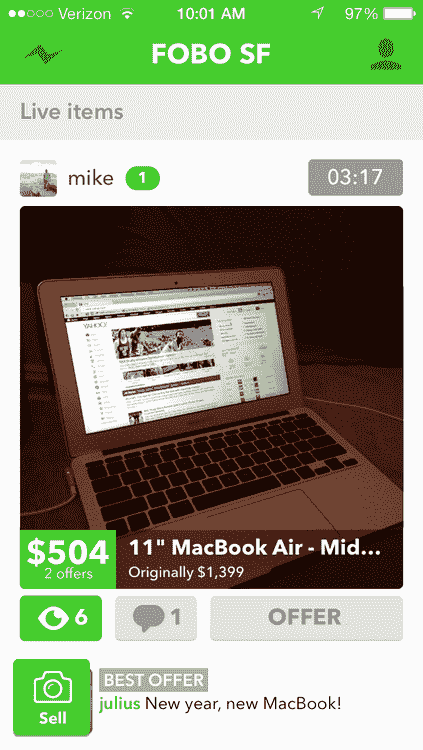 Verizon 10:01 AM 97%
FOBO SF
Live items
mike 1 03:17
YAHOO!
$504
2 offers
11" MacBook Air - Mid...
Originally $1,399
6 1 OFFER
BEST OFFER
julius New year, new MacBook!
Sell